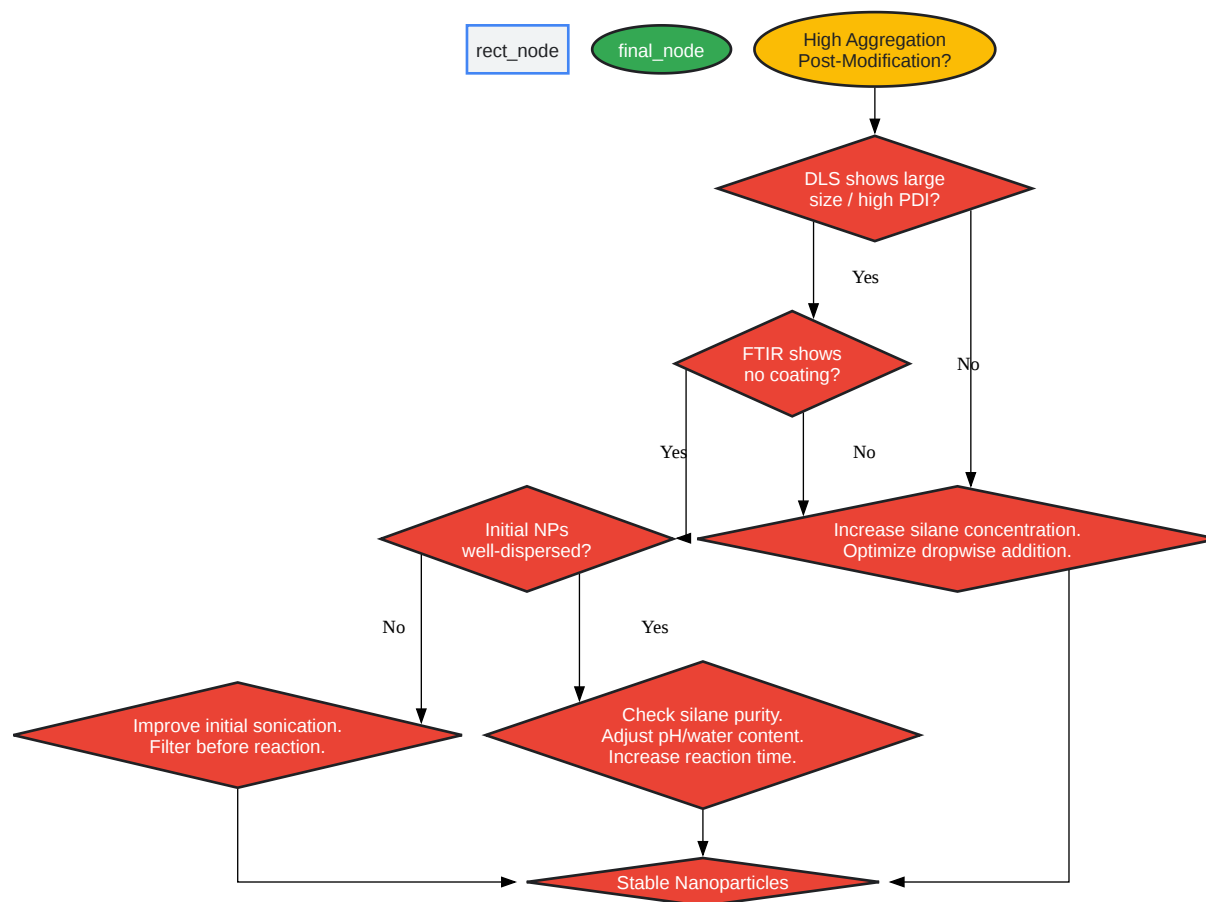 rect_node
final_node
High Aggregation
Post-Modification?
DLS shows large
size / high PDI?
Yes
No
FTIR shows
no coating?
Yes
No
Initial NPs
well-dispersed?
Increase silane concentration.
Optimize dropwise addition.
No
Yes
Improve initial sonication.
Filter before reaction.
Check silane purity.
Adjust pH/water content.
Increase reaction time.
Stable Nanoparticles